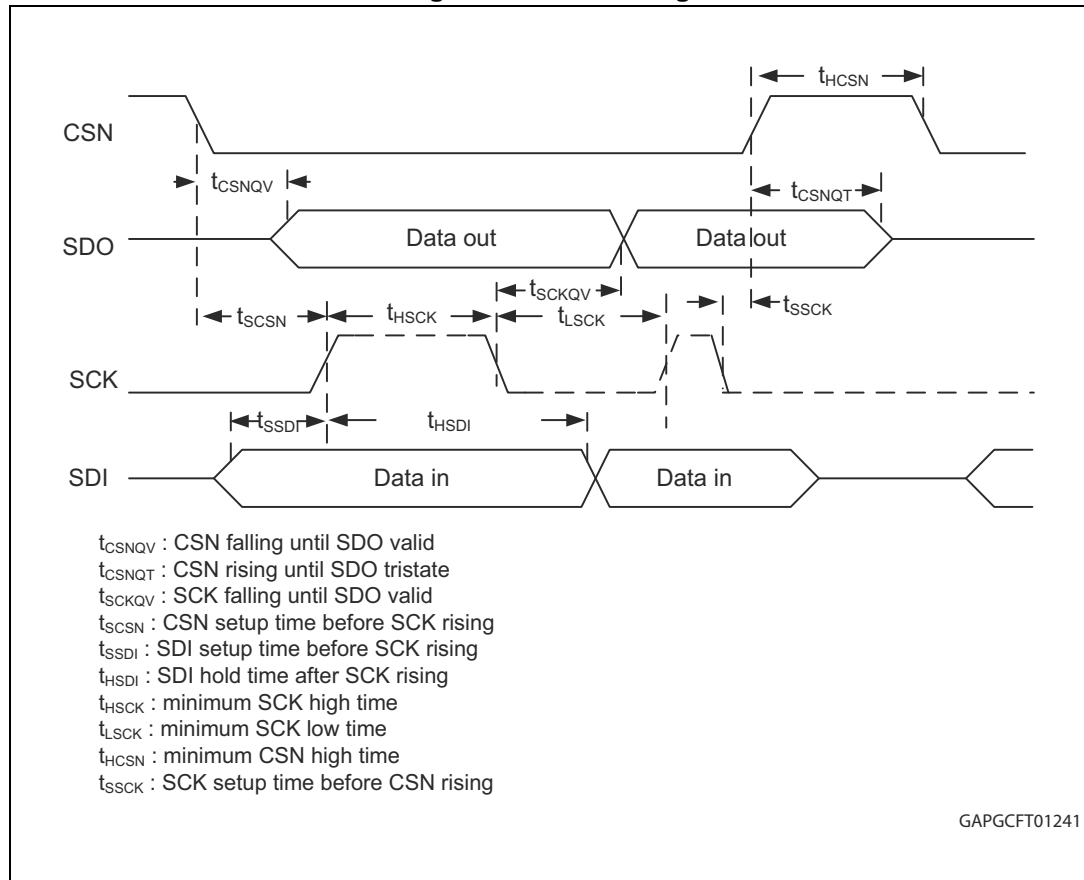 tHCSN
CSN
tCSNQV
tCSNQT
SDO
Data out
Data out
tSCKQV
tSCSN
tHSCK
tLSCK
tSSCK
SCK
tSSDI
tHSDI
SDI
Data in
Data in
tCSNQV : CSN falling until SDO valid
tCSNQT : CSN rising until SDO tristate
tSCKQV : SCK falling until SDO valid
tSCSN : CSN setup time before SCK rising
tSSDI : SDI setup time before SCK rising
tHSDI : SDI hold time after SCK rising
tHSCK : minimum SCK high time
tLSCK : minimum SCK low time
tHCSN : minimum CSN high time
tSSCK : SCK setup time before CSN rising
GAPGCFT01241